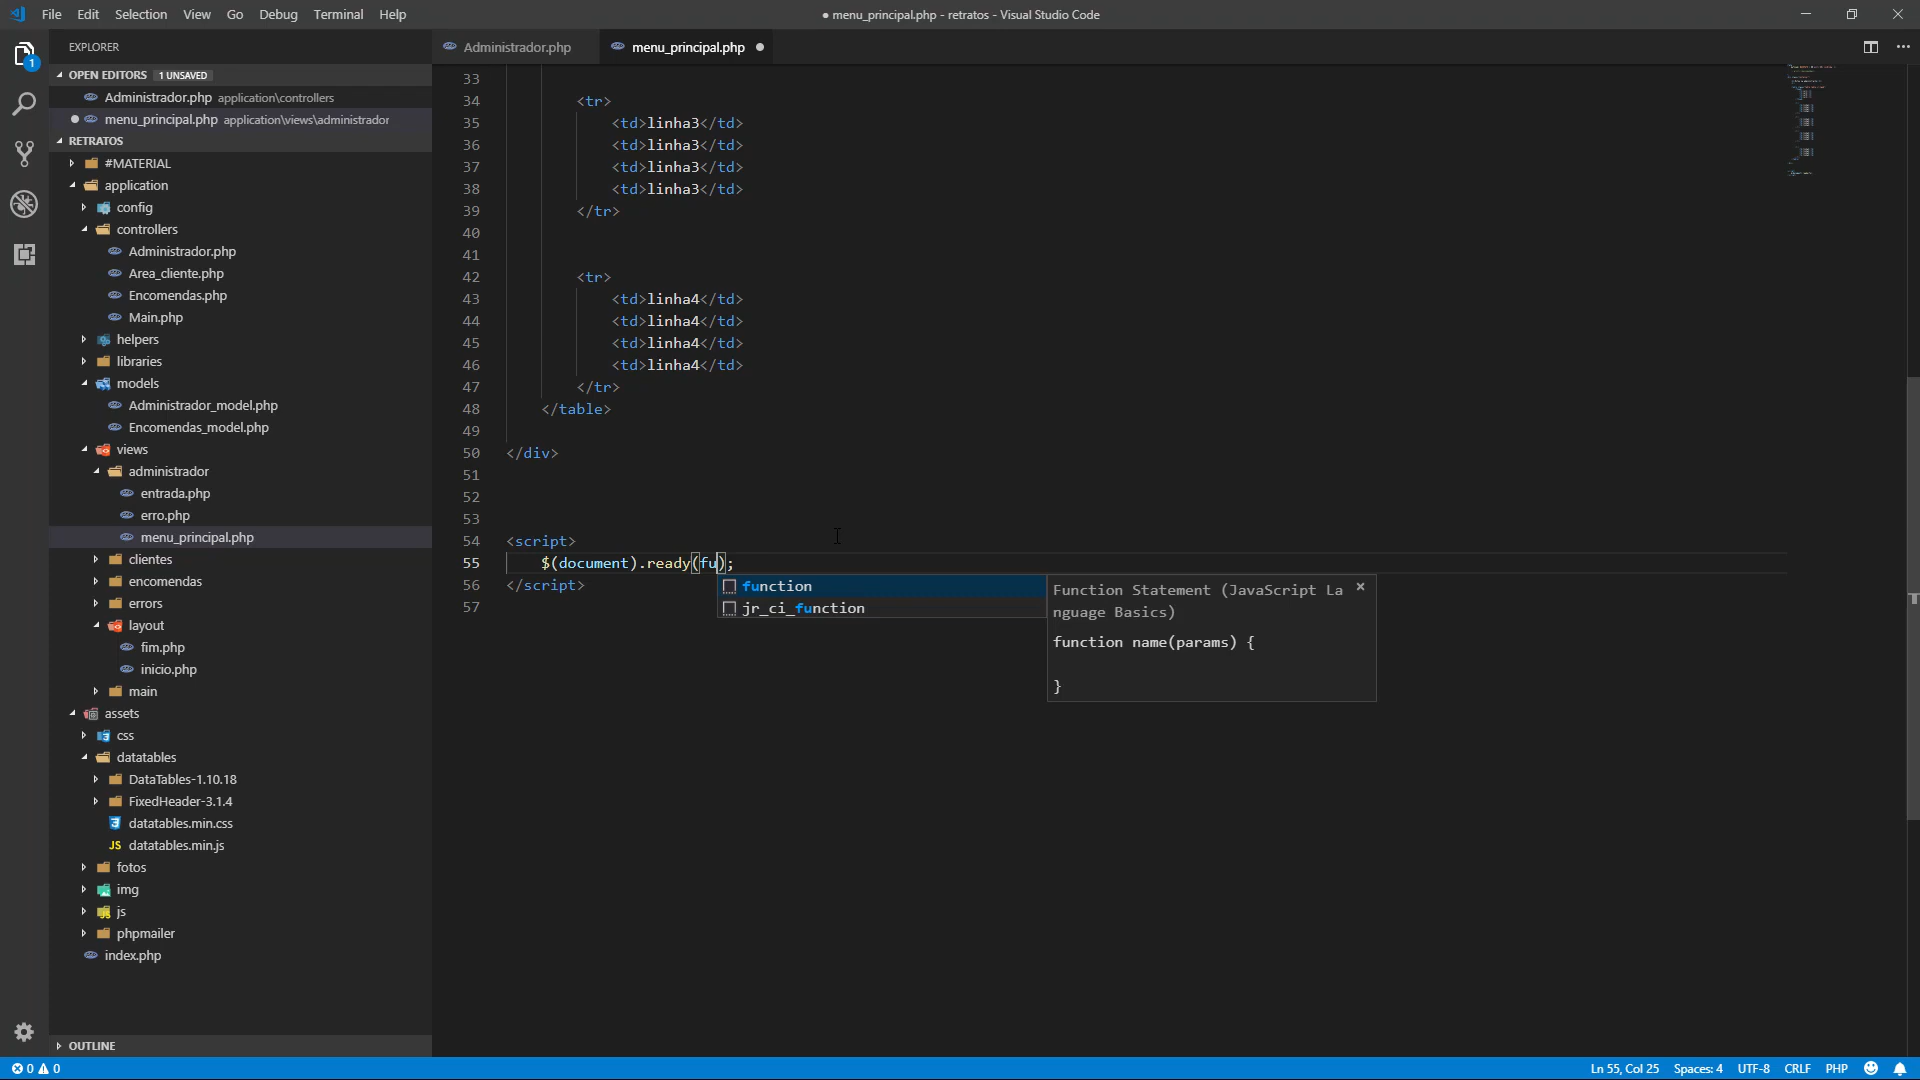 File Edit Selection View Go Debug Terminal Help
● menu_principal.php - retratos - Visual Studio Code
EXPLORER
OPEN EDITORS 1 UNSAVED
Administrador.php application\controllers
menu_principal.php application\views\administrador
RETRATOS
#MATERIAL
application
config
controllers
Administrador.php
Area_cliente.php
Encomendas.php
Main.php
helpers
libraries
models
Administrador_model.php
Encomendas_model.php
views
administrador
entrada.php
erro.php
menu_principal.php
clientes
encomendas
errors
layout
fim.php
inicio.php
main
assets
css
datatables
DataTables-1.10.18
FixedHeader-3.1.4
datatables.min.css
JS datatables.min.js
fotos
img
js
phpmailer
index.php
OUTLINE
1
Administrador.php menu_principal.php
33
34 <tr>
35 <td>linha3</td>
36 <td>linha3</td>
37 <td>linha3</td>
38 <td>linha3</td>
39 </tr>
40
41
42 <tr>
43 <td>linha4</td>
44 <td>linha4</td>
45 <td>linha4</td>
46 <td>linha4</td>
47 </tr>
48 </table>
49
50 </div>
51
52
53
54 <script>
55 $(document).ready(fu);
56 </script>
57
function
jr_ci_function
Function Statement (JavaScript La
nguage Basics)
function name(params) {
}
0 0
Ln 55, Col 25 Spaces: 4 UTF-8 CRLF PHP